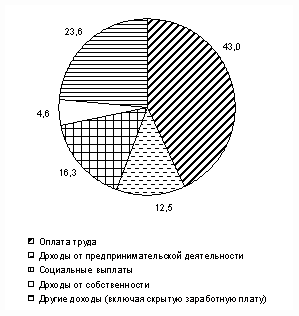 23,6
43,0
4,6
16,3
12,5
Оплата труда
Доходы от предпринимательской деятельности
Социальные выплаты
Доходы от собственности
Другие доходы (включая скрытую заработную плату)